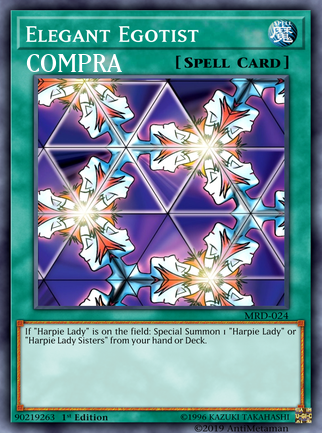 Elegant Egotist
COMPRA
[Spell Card]
MRD-024
If "Harpie Lady" is on the field: Special Summon 1 "Harpie Lady" or
"Harpie Lady Sisters" from your hand or Deck.
90219263 1st Edition ©1996 KAZUKI TAKAHASHI
©2019 AntiMetaman